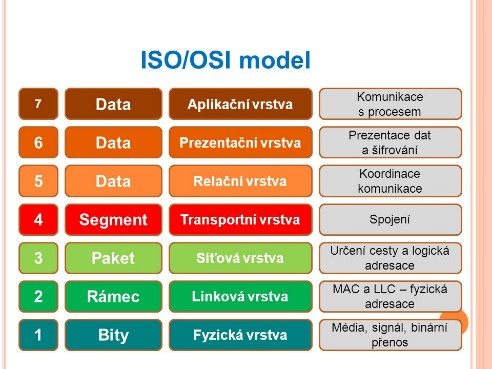 ISO/OSI model
7 Data Aplikační vrstva Komunikace
s procesem
6 Data Prezentační vrstva Prezentace dat
a šifrování
5 Data Relační vrstva Koordinace
komunikace
4 Segment Transportní vrstva Spojení
3 Paket Síťová vrstva Určení cesty a logická
adresace
2 Rámec Linková vrstva MAC a LLC – fyzická
adresace
1 Bity Fyzická vrstva Média, signál, binární
přenos